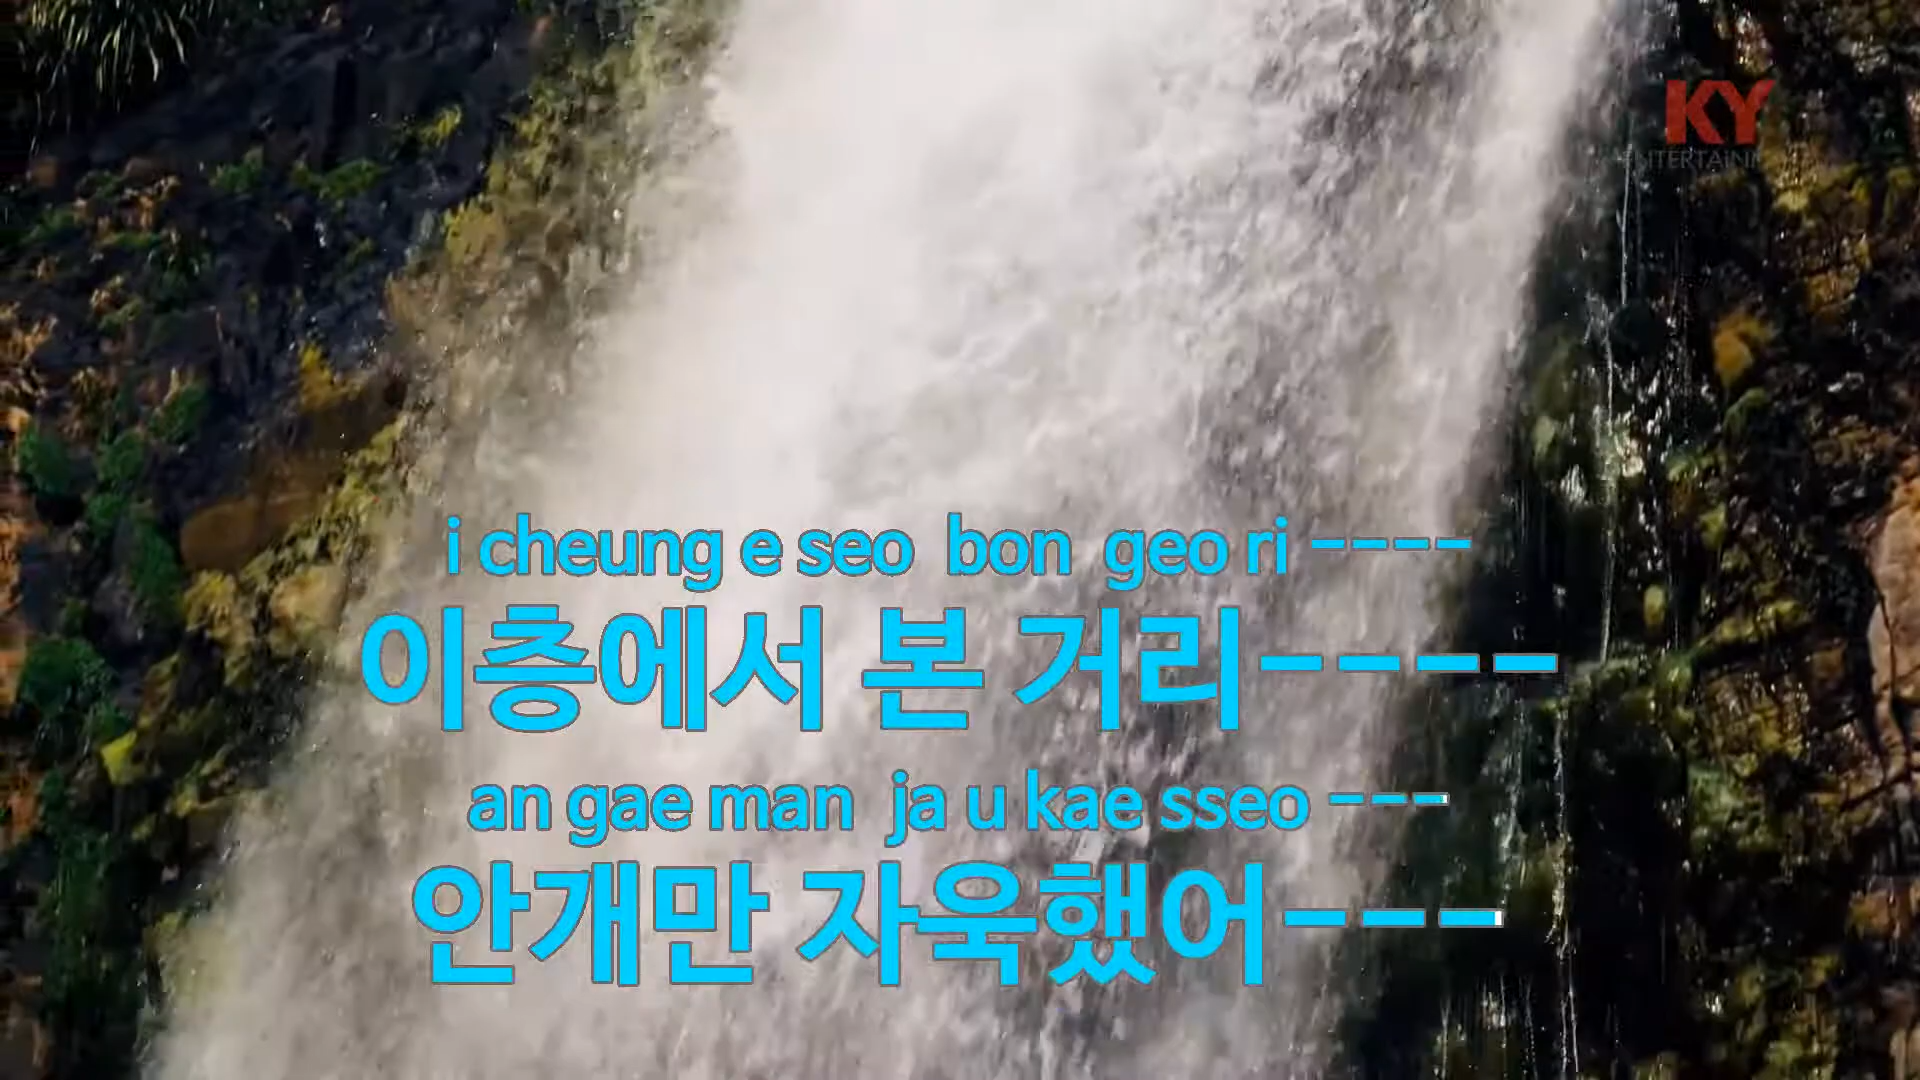 KY
ENTERTAINM
i cheung e seo bon geo ri ----
이층에서 본 거리----
an gae man ja u kae sseo ---
안개만 자욱했어---